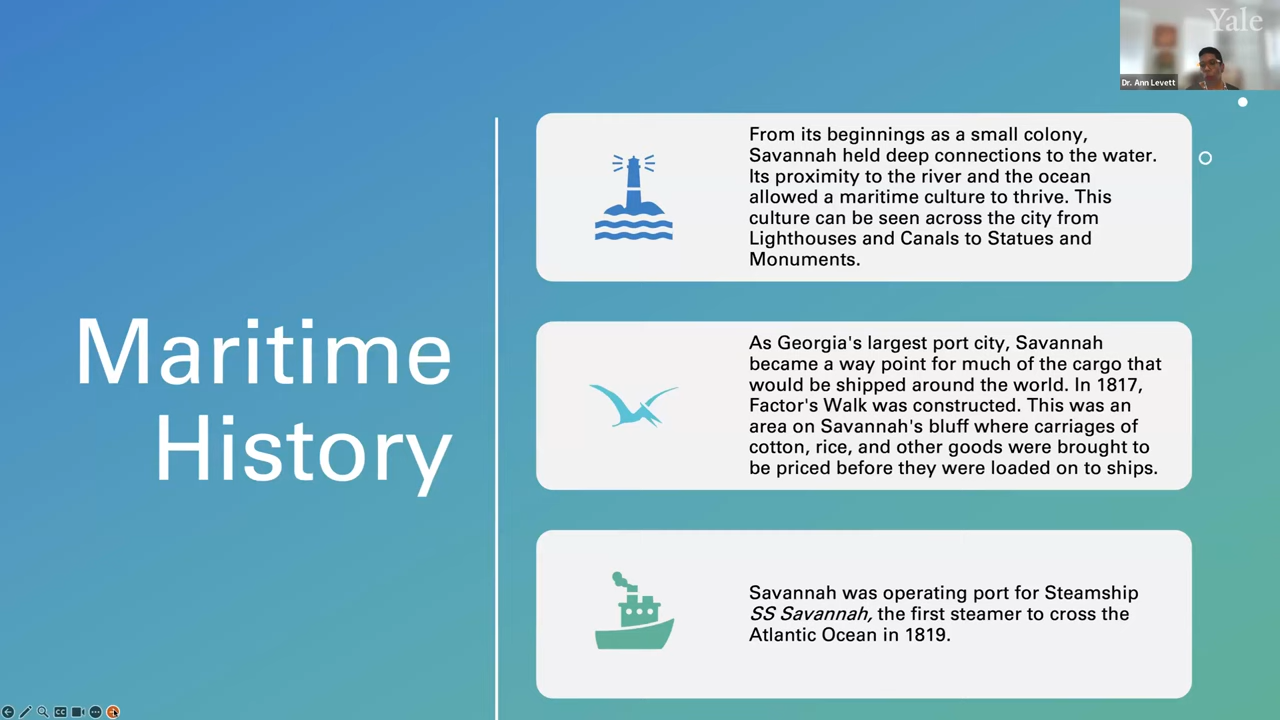 Yale
Dr. Ann Levett
Maritime
History
From its beginnings as a small colony,
Savannah held deep connections to the water.
Its proximity to the river and the ocean
allowed a maritime culture to thrive. This
culture can be seen across the city from
Lighthouses and Canals to Statues and
Monuments.
As Georgia's largest port city, Savannah
became a way point for much of the cargo that
would be shipped around the world. In 1817,
Factor's Walk was constructed. This was an
area on Savannah's bluff where carriages of
cotton, rice, and other goods were brought to
be priced before they were loaded on to ships.
Savannah was operating port for Steamship
SS Savannah, the first steamer to cross the
Atlantic Ocean in 1819.
CC